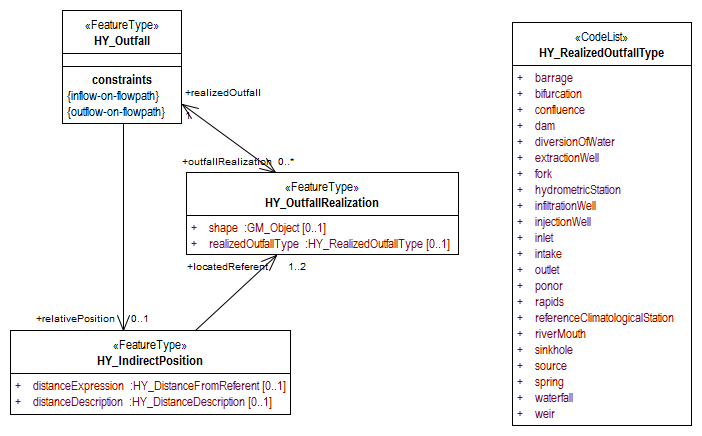 «FeatureType»
HY_Outfall
constraints
{inflow-on-flowpath}
{outflow-on-flowpath}
+realizedOutfall
1
+outfallRealization 0..*
«FeatureType»
HY_OutfallRealization
+ shape :GM_Object [0..1]
+ realizedOutfallType :HY_RealizedOutfallType [0..1]
+locatedReferent 1..2
+relativePosition 0..1
«FeatureType»
HY_IndirectPosition
+ distanceExpression :HY_DistanceFromReferent [0..1]
+ distanceDescription :HY_DistanceDescription [0..1]
«CodeList»
HY_RealizedOutfallType
+ barrage
+ bifurcation
+ confluence
+ dam
+ diversionOfWater
+ extractionWell
+ fork
+ hydrometricStation
+ infiltrationWell
+ injectionWell
+ inlet
+ intake
+ outlet
+ ponor
+ rapids
+ referenceClimatologicalStation
+ riverMouth
+ sinkhole
+ source
+ spring
+ waterfall
+ weir